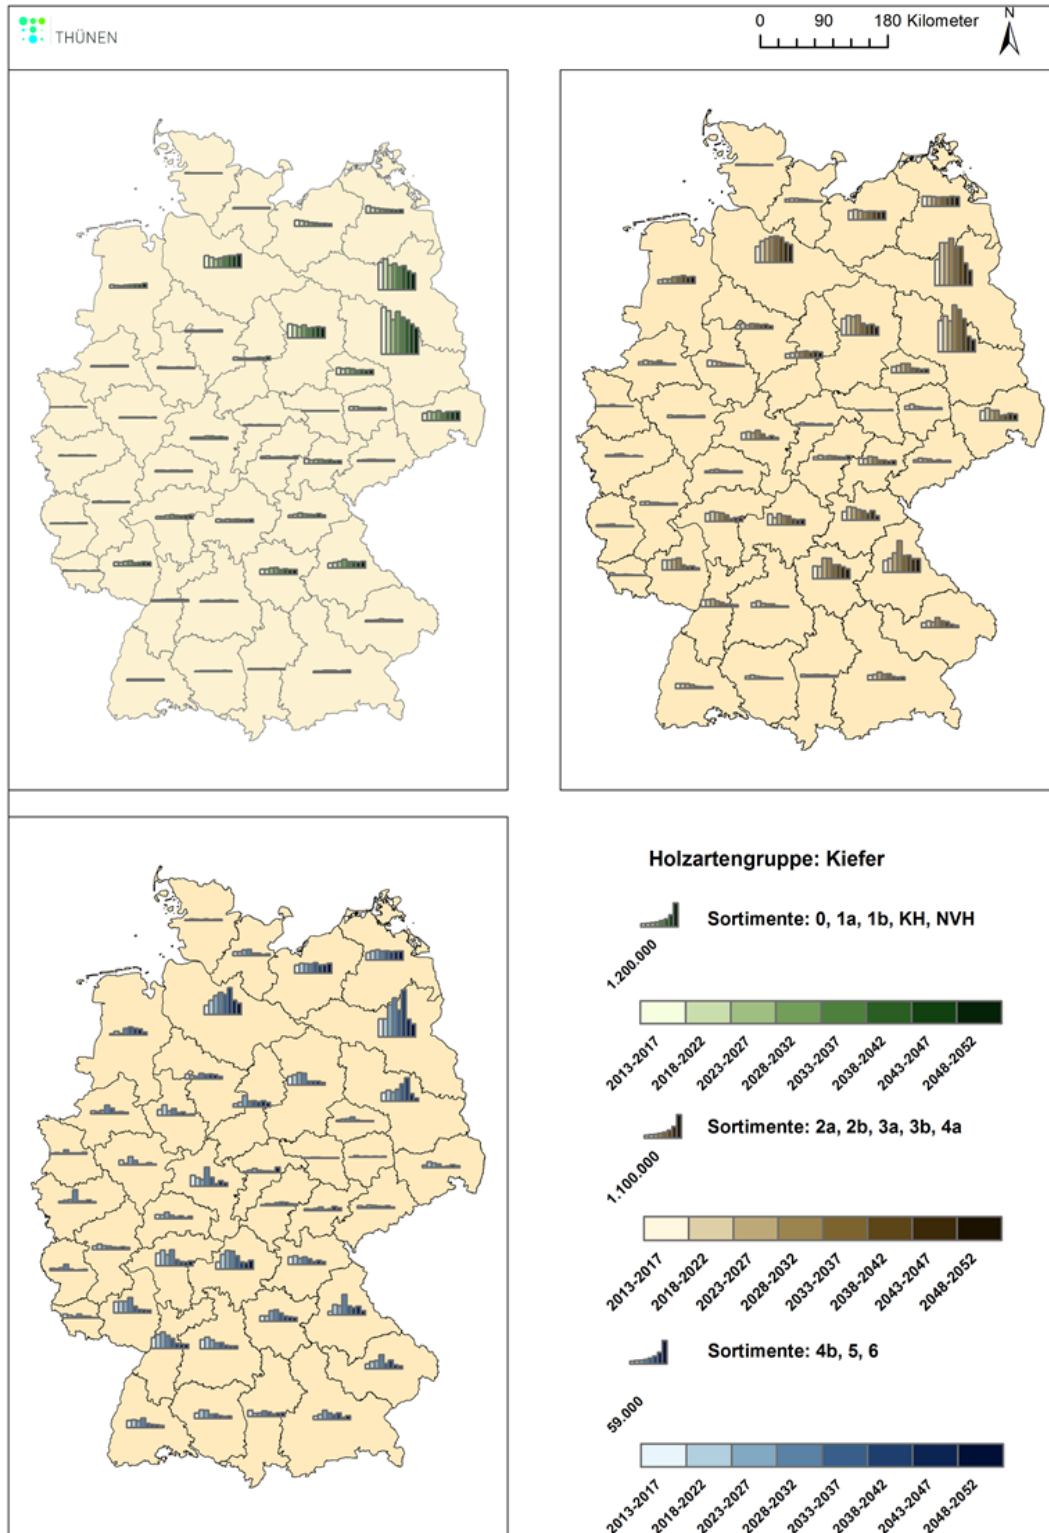 THÜNEN
0 90 180 Kilometer
N
Holzartengruppe: Kiefer
Sortimente: 0, 1a, 1b, KH, NVH
1.200.000
2013-2017 2018-2022 2023-2027 2028-2032 2033-2037 2038-2042 2043-2047 2048-2052
Sortimente: 2a, 2b, 3a, 3b, 4a
1.100.000
2013-2017 2018-2022 2023-2027 2028-2032 2033-2037 2038-2042 2043-2047 2048-2052
Sortimente: 4b, 5, 6
59.000
2013-2017 2018-2022 2023-2027 2028-2032 2033-2037 2038-2042 2043-2047 2048-2052